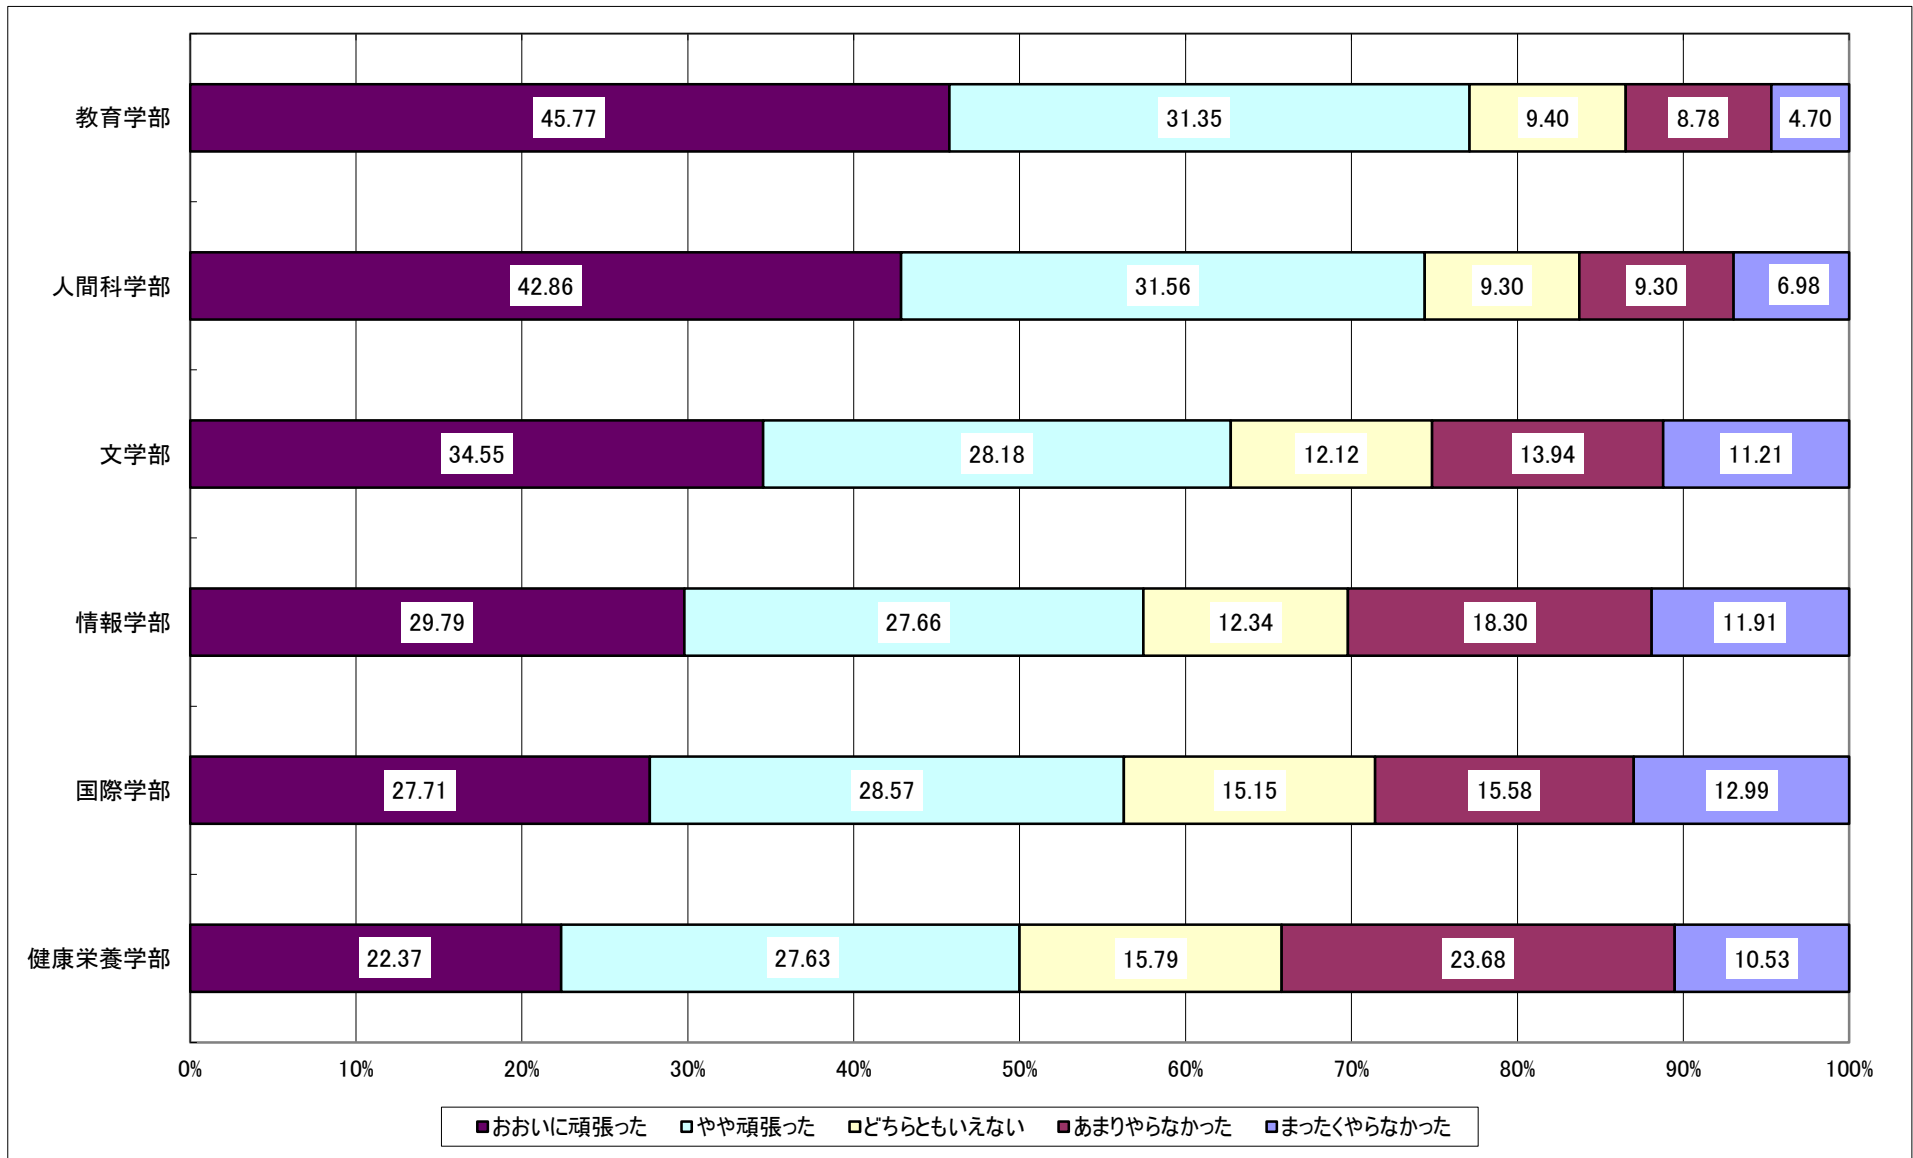 教育学部 45.77 31.35 9.40 8.78 4.70
人間科学部 42.86 31.56 9.30 9.30 6.98
文学部 34.55 28.18 12.12 13.94 11.21
情報学部 29.79 27.66 12.34 18.30 11.91
国際学部 27.71 28.57 15.15 15.58 12.99
健康栄養学部 22.37 27.63 15.79 23.68 10.53
0% 10% 20% 30% 40% 50% 60% 70% 80% 90% 100%
おおいに頑張った やや頑張った どちらともいえない あまりやらなかった まったくやらなかった